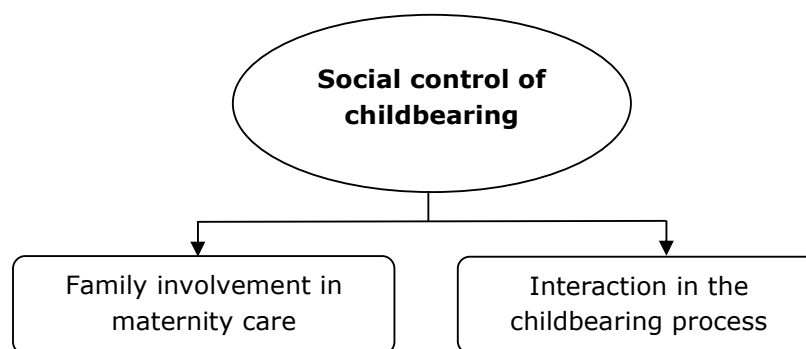 Social control of
childbearing
Family involvement in
maternity care
Interaction in the
childbearing process